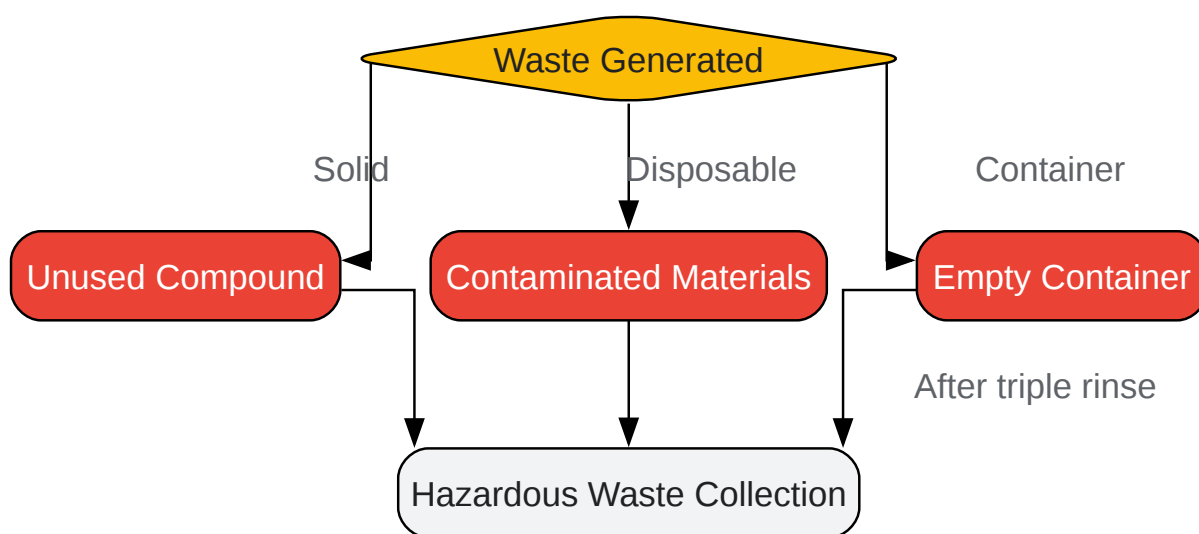 Waste Generated
Solid
Disposable
Container
Unused Compound
Contaminated Materials
Empty Container
After triple rinse
Hazardous Waste Collection